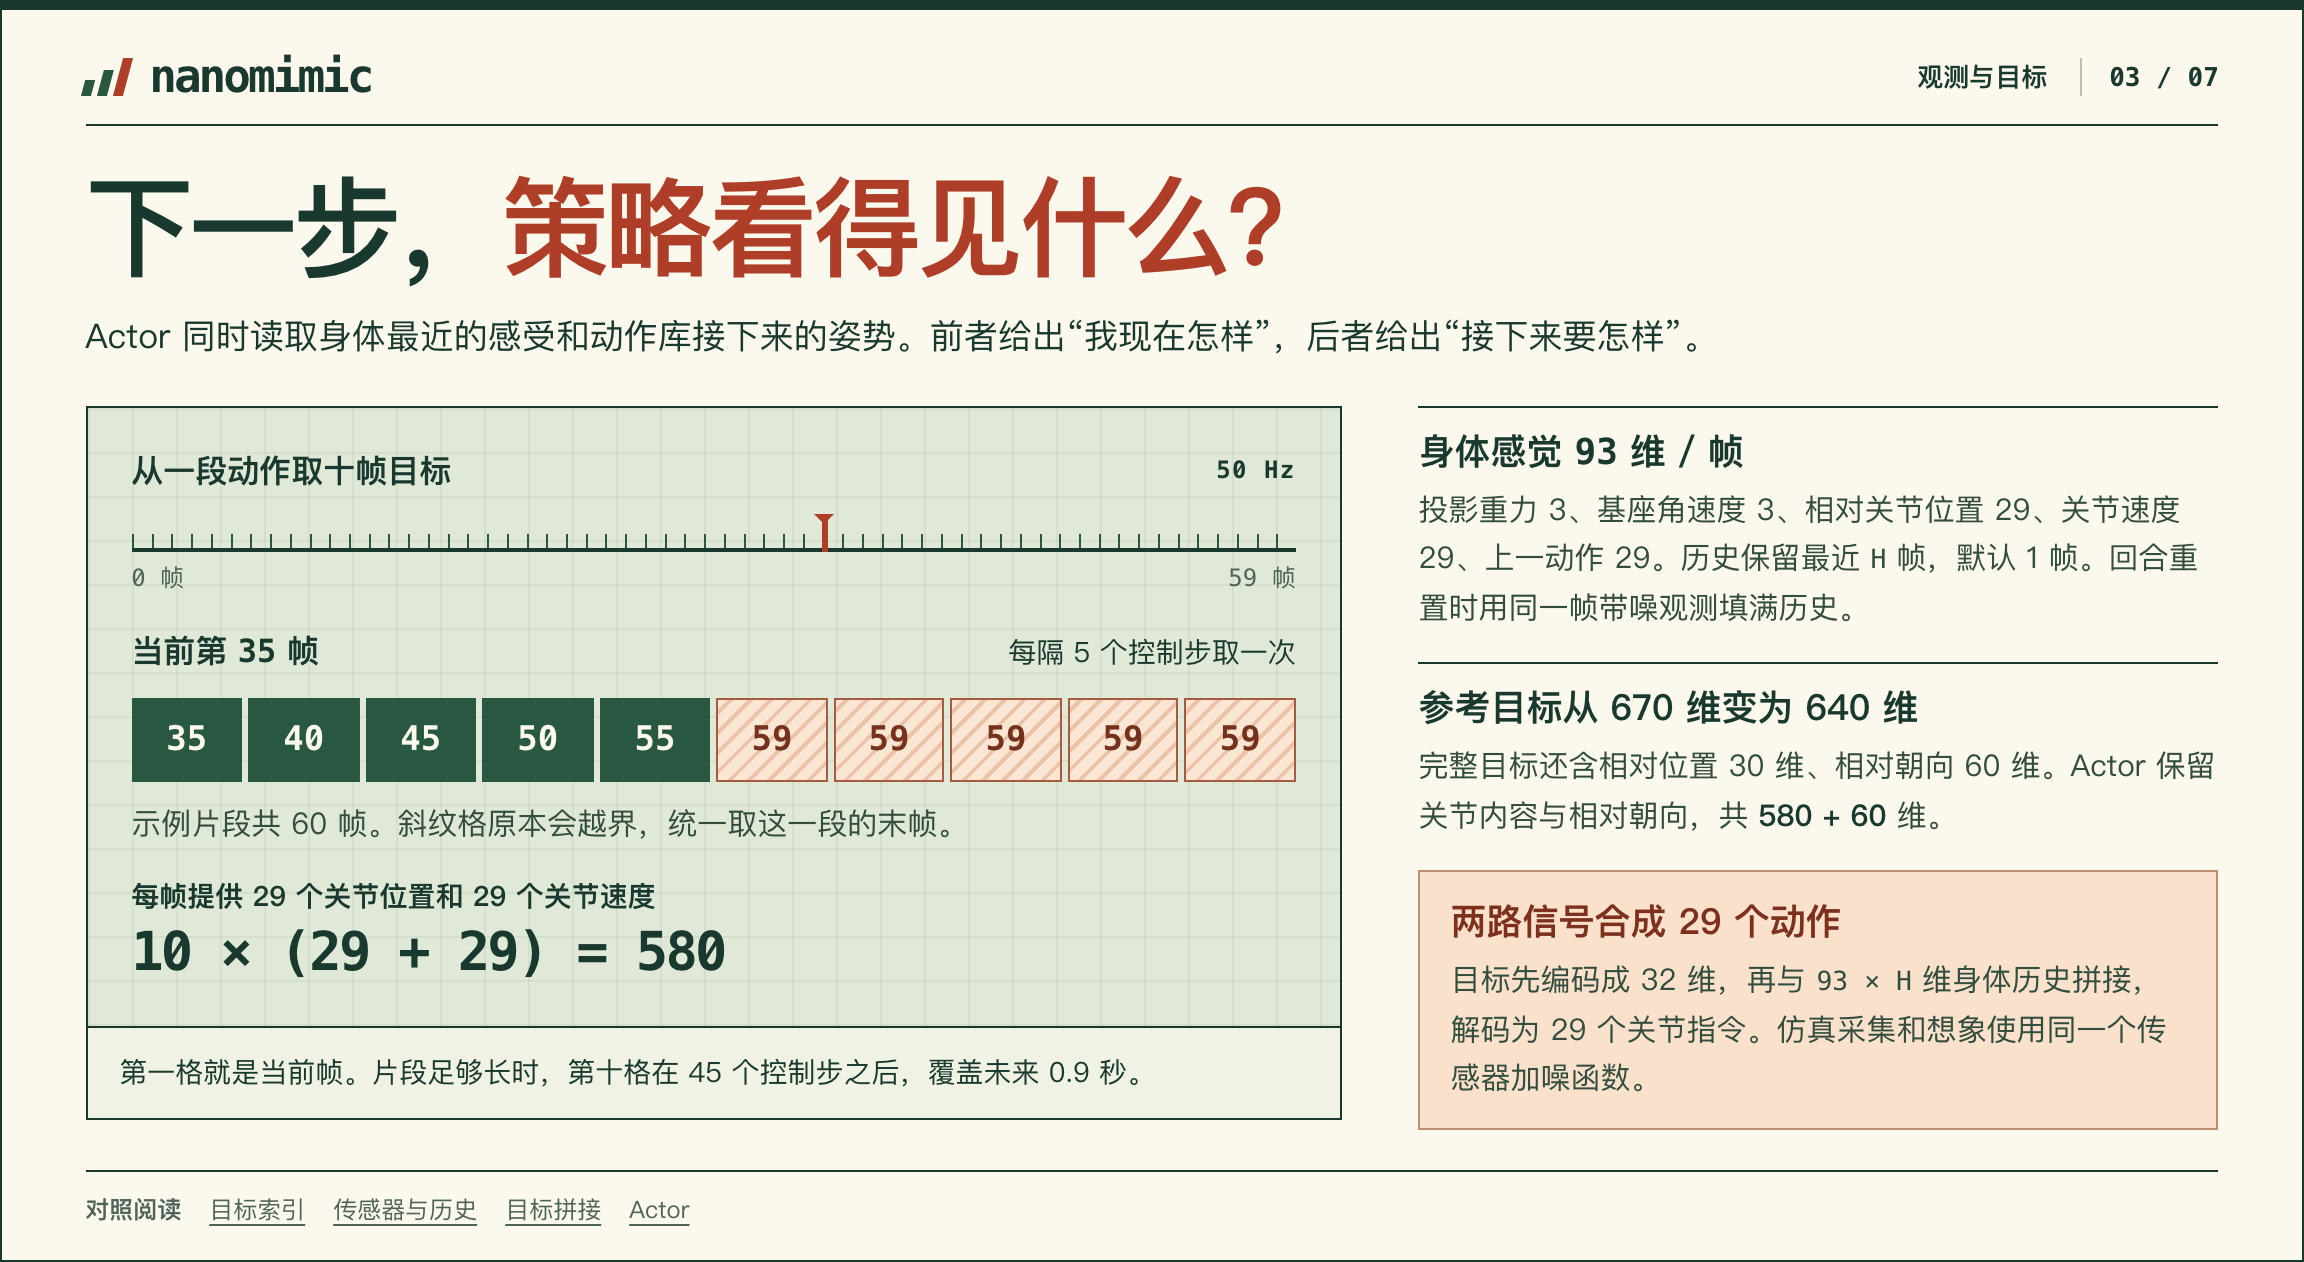 nanomimic
观测与目标 03 / 07
下一步，策略看得见什么？
Actor 同时读取身体最近的感受和动作库接下来的姿势。前者给出“我现在怎样”，后者给出“接下来要怎样”。
从一段动作取十帧目标 50 Hz
0 帧 59 帧
当前第 35 帧 每隔 5 个控制步取一次
35 40 45 50 55 59 59 59 59 59
示例片段共 60 帧。斜纹格原本会越界，统一取这一段的末帧。
每帧提供 29 个关节位置和 29 个关节速度
10 × (29 + 29) = 580
第一格就是当前帧。片段足够长时，第十格在 45 个控制步之后，覆盖未来 0.9 秒。
身体感觉 93 维 / 帧
投影重力 3、基座角速度 3、相对关节位置 29、关节速度
29、上一动作 29。历史保留最近 H 帧，默认 1 帧。回合重
置时用同一帧带噪观测填满历史。
参考目标从 670 维变为 640 维
完整目标还含相对位置 30 维、相对朝向 60 维。Actor 保留
关节内容与相对朝向，共 580 + 60 维。
两路信号合成 29 个动作
目标先编码成 32 维，再与 93 × H 维身体历史拼接，
解码为 29 个关节指令。仿真采集和想象使用同一个传
感器加噪函数。
对照阅读 目标索引 传感器与历史 目标拼接 Actor